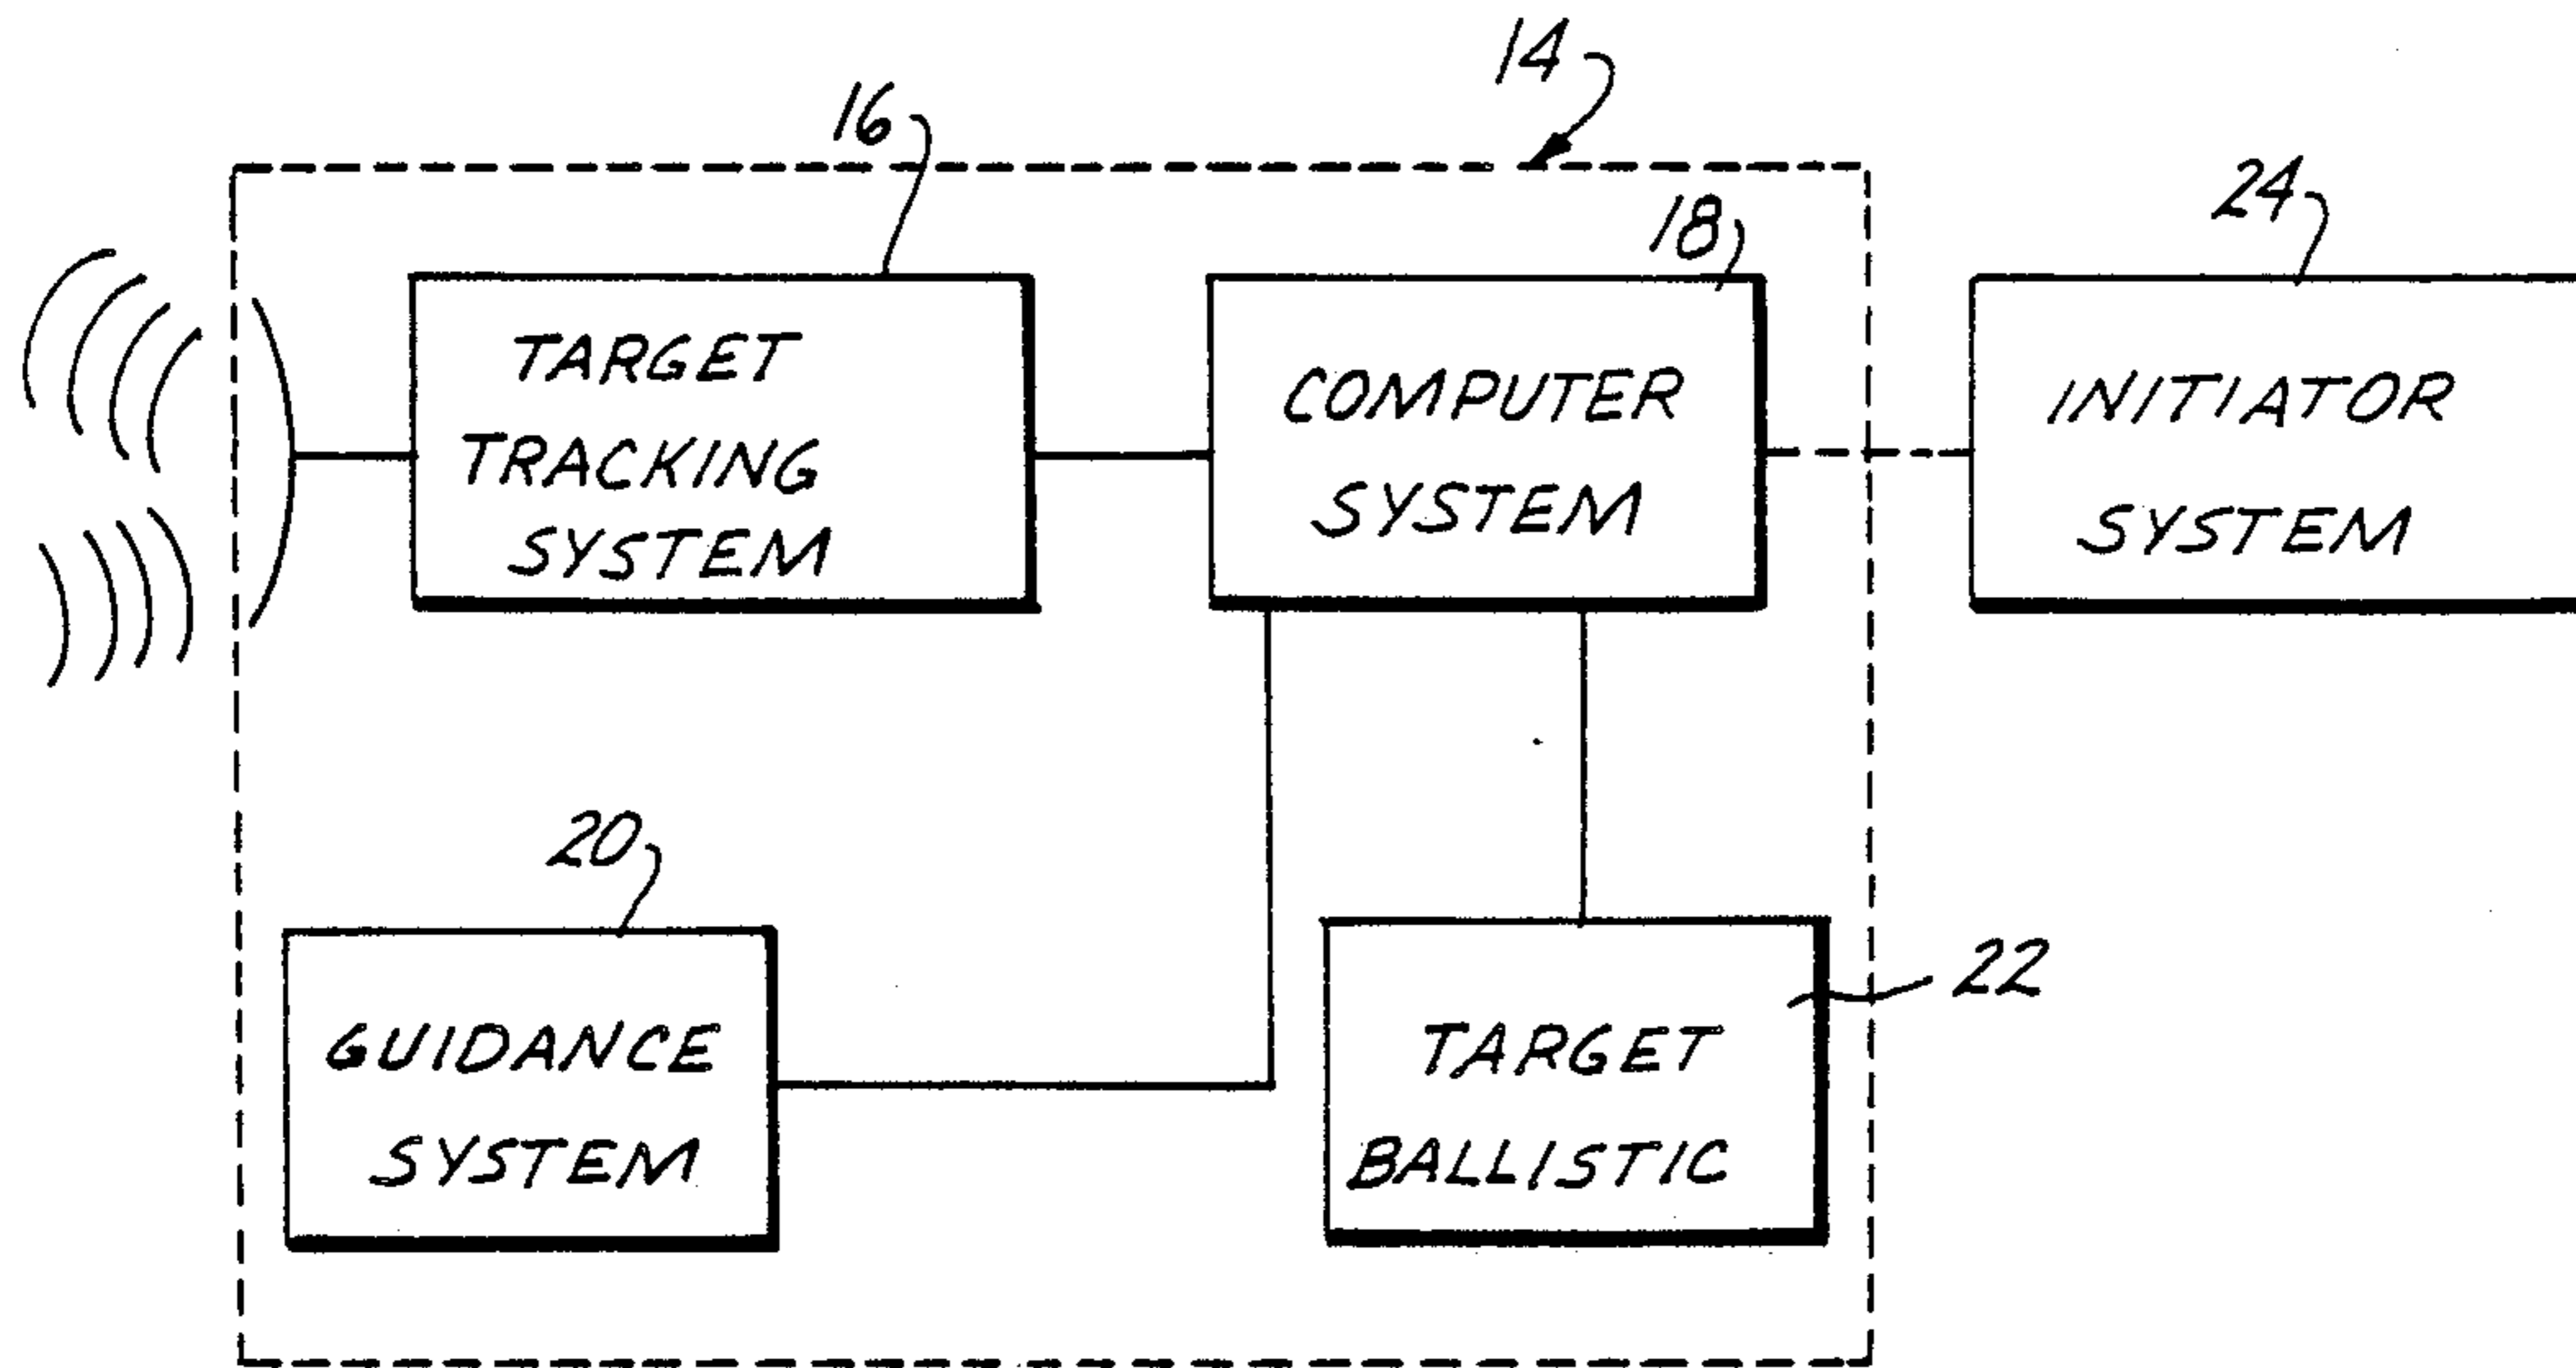 14
16
24
18
TARGET
TRACKING
SYSTEM
COMPUTER
SYSTEM
INITIATOR
SYSTEM
20
22
GUIDANCE
SYSTEM
TARGET
BALLISTIC